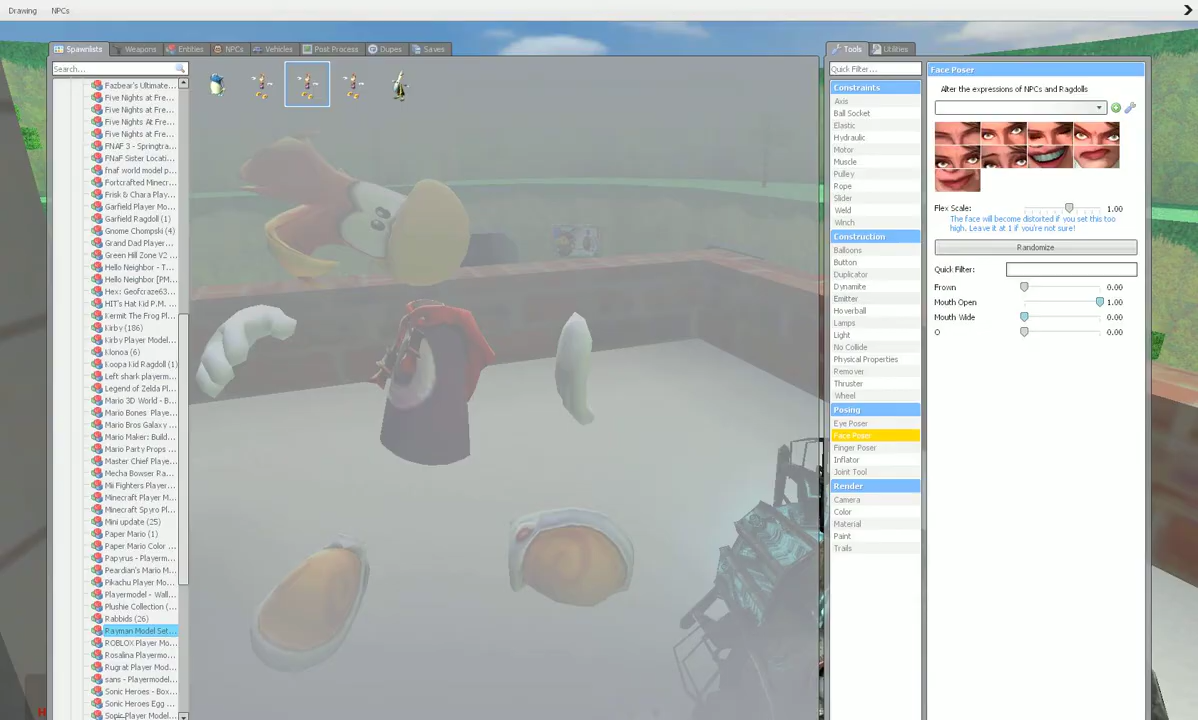 Drawing NPCs
Spawnlists Weapons Entities NPCs Vehicles Post Process Dupes Saves
Search...
Fazbear's Ultimate...
Five Nights at Fre...
Five Nights at Fre...
Five Nights At Fre...
Five Nights at Fre...
FNAF 3 - Springtra...
FNaF Sister Locati...
fnaf world model p...
Fortcrafted Minecr...
Frisk & Chara Play...
Garfield Player Mo...
Garfield Ragdoll (1)
Gnome Chompski (4)
Grand Dad Player...
Green Hill Zone V2 ...
Hello Neighbor - T...
Hello Neighbor [PM...
Hex: Geofcraze63...
HIT's Hat Kid P.M. ...
Kermit The Frog Pl...
Kirby (186)
Kirby Player Model...
Klonoa (6)
Koopa Kid Ragdoll (1)
Left shark playerm...
Legend of Zelda Pl...
Mario 3D World - B...
Mario Bones Playe...
Mario Bros Galaxy ...
Mario Maker: Build...
Mario Party Props ...
Master Chief Playe...
Mecha Bowser Ra...
Mii Fighters Player...
Minecraft Player M...
Minecraft Spyro Pl...
Mini update (25)
Paper Mario (1)
Paper Mario Color ...
Papyrus - Playerm...
Peardian's Mario M...
Pikachu Player Mo...
Playermodel - Wall...
Plushie Collection (...
Rabbids (26)
Rayman Model Set...
ROBLOX Player Mo...
Rosalina Playermo...
Rugrat Player Mod...
sans - Playermodel...
Sonic Heroes - Box...
Sonic Heroes Egg ...
Sonic Player Model...
Tools Utilities
Quick Filter...
Constraints
Axis
Ball Socket
Elastic
Hydraulic
Motor
Muscle
Pulley
Rope
Slider
Weld
Winch
Construction
Balloons
Button
Duplicator
Dynamite
Emitter
Hoverball
Lamps
Light
No Collide
Physical Properties
Remover
Thruster
Wheel
Posing
Eye Poser
Face Poser
Finger Poser
Inflator
Joint Tool
Render
Camera
Color
Material
Paint
Trails
Face Poser
Alter the expressions of NPCs and Ragdolls
Flex Scale: 1.00
The face will become distorted if you set this too
high. Leave it at 1 if you're not sure!
Randomize
Quick Filter:
Frown 0.00
Mouth Open 1.00
Mouth Wide 0.00
O 0.00